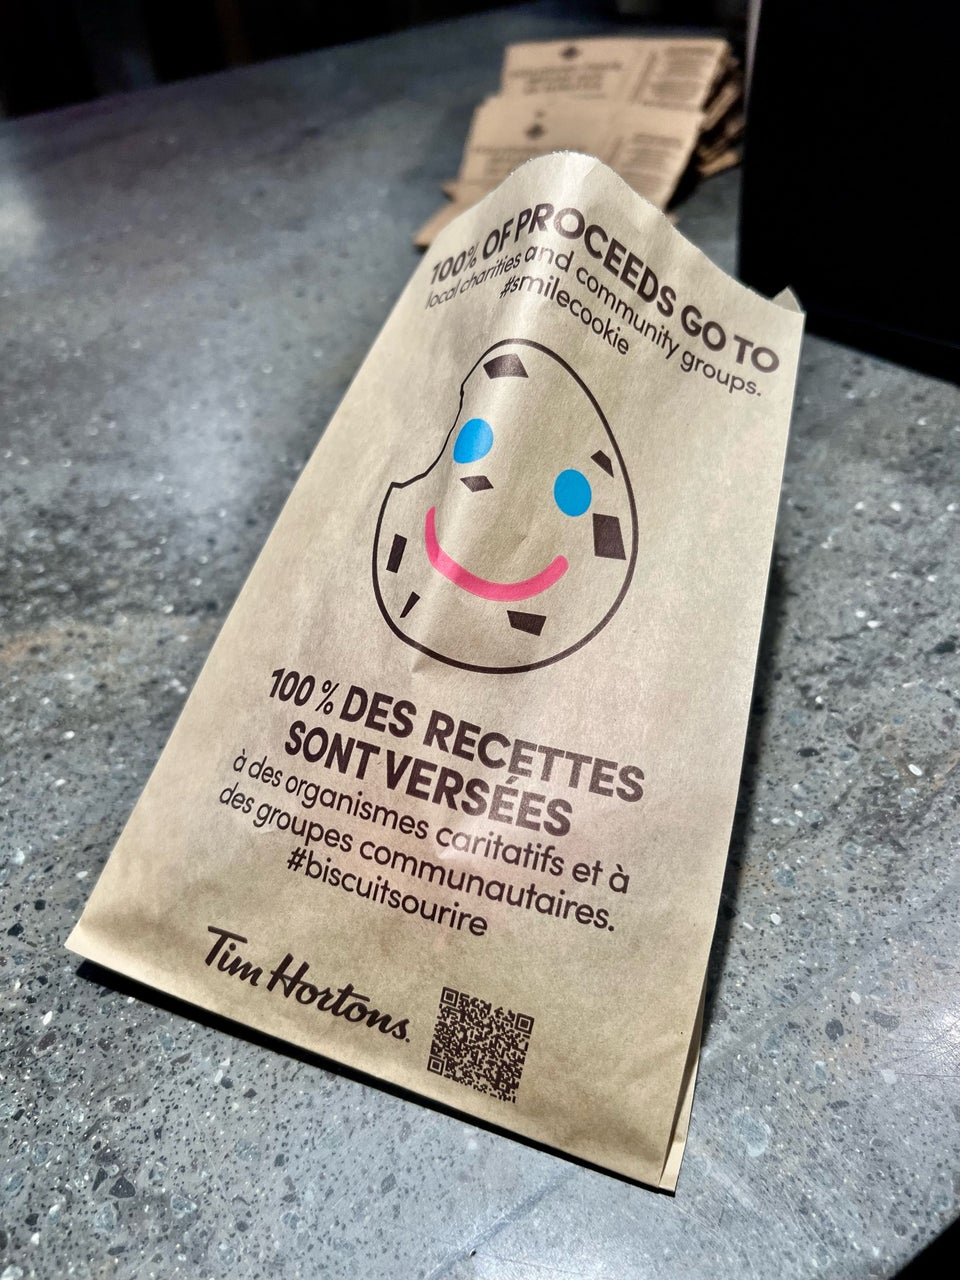 100% OF PROCEEDS GO TO
local charities and community groups.
#smilecookie
100 % DES RECETTES
SONT VERSÉES
à des organismes caritatifs et à
des groupes communautaires.
#biscuitsourire
Tim Hortons.